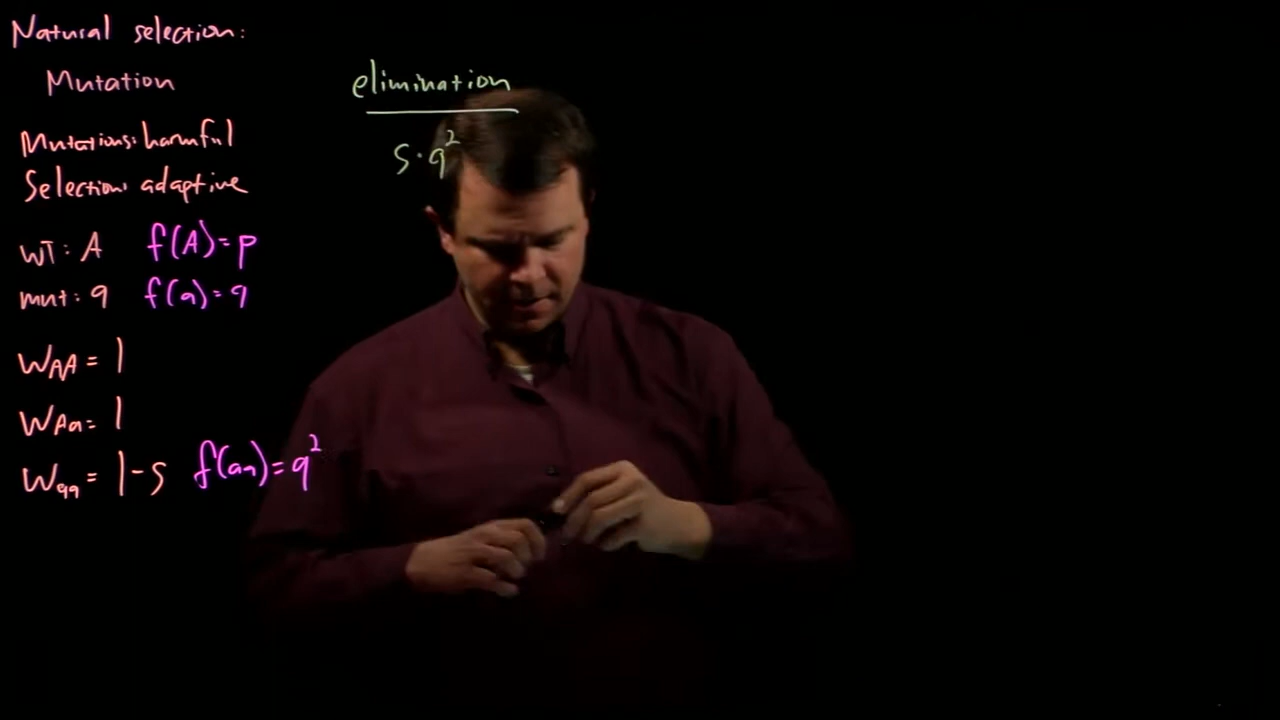 Natural selection:
Mutation
Mutations: harmful
Selection: adaptive
WT: A f(A)=p
mut: a f(a)=q
WAA = 1
WAa = 1
Waa = 1-s f(aa)=q²
elimination
s·q²